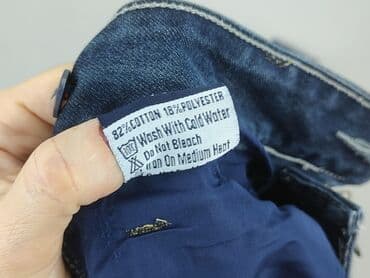 82%COTTON 18%POLYESTER
Wash With Cold Water
Do Not Bleach
Iron On Medium Heat